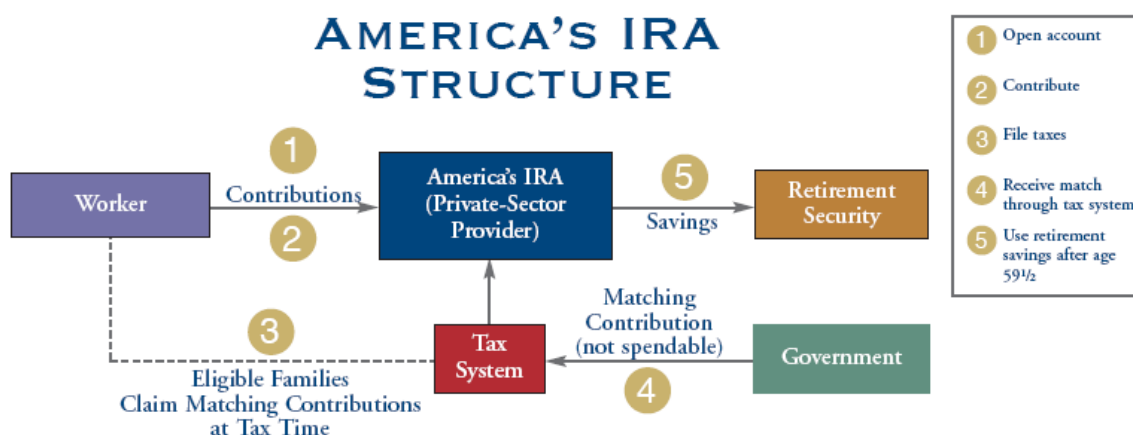 AMERICA'S IRA
STRUCTURE
1
Contributions
2
Worker
America's IRA
(Private-Sector
Provider)
5
Savings
Retirement
Security
3
Eligible Families
Claim Matching Contributions
at Tax Time
Tax
System
Matching
Contribution
(not spendable)
4
Government
1 Open account
2 Contribute
3 File taxes
4 Receive match
through tax system
5 Use retirement
savings after age
59½